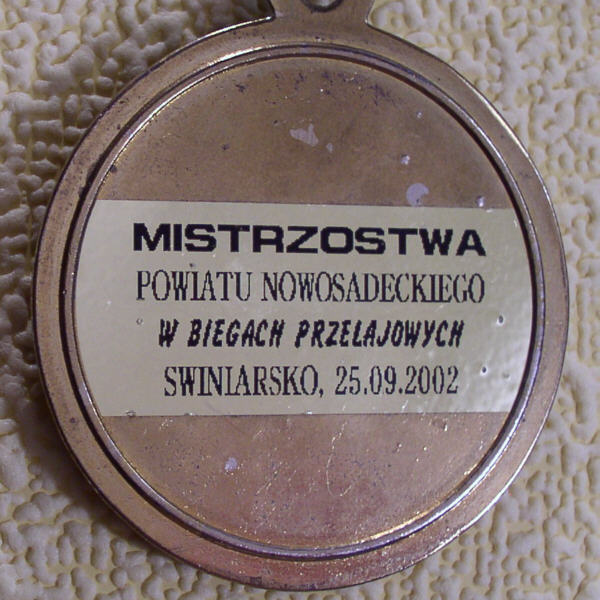 MISTRZOSTWA
POWIATU NOWOSADECKIEGO
W BIEGACH PRZELAJOWYCH
SWINIARSKO, 25.09.2002